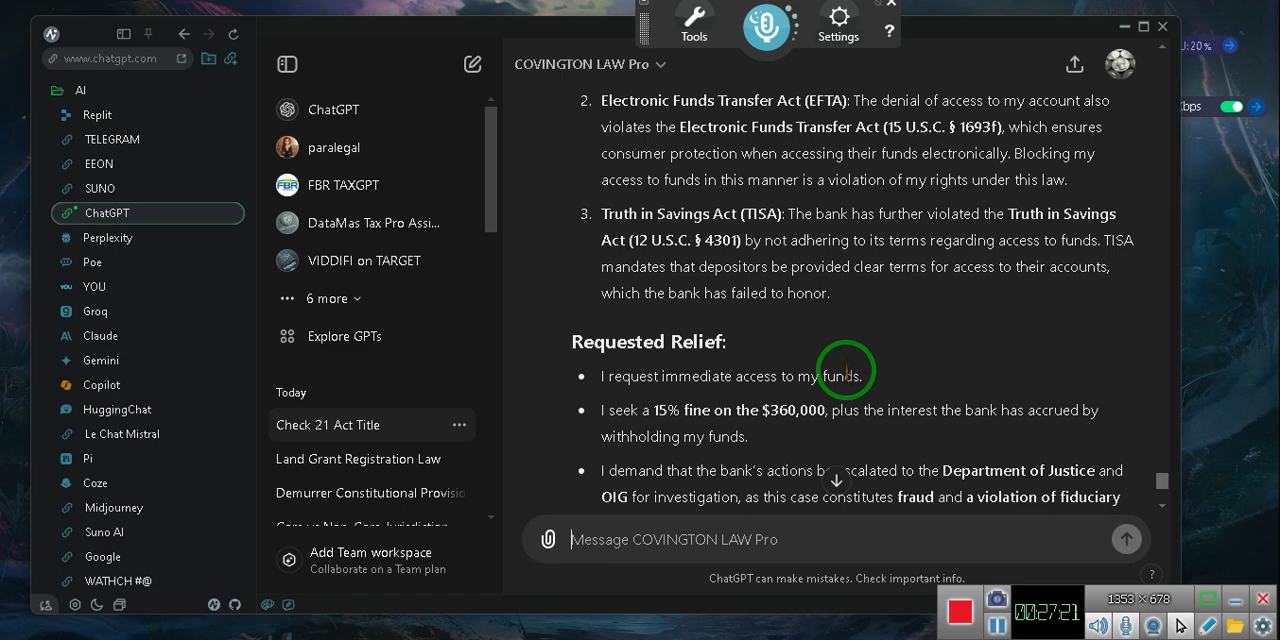 Tools
Settings
?
J:20%
www.chatgpt.com
COVINGTON LAW Pro
AI
Replit
TELEGRAM
EEON
SUNO
ChatGPT
Perplexity
Poe
YOU
YOU
Groq
Claude
Gemini
Copilot
HuggingChat
Le Chat Mistral
Pi
Coze
Midjourney
Suno AI
Google
WATHCH #@
ChatGPT
paralegal
FBR
FBR TAXGPT
DataMas Tax Pro Assi...
VIDDIFI on TARGET
6 more
Explore GPTs
Today
Check 21 Act Title
Land Grant Registration Law
Demurrer Constitutional Provisio
Add Team workspace
Collaborate on a Team plan
2. Electronic Funds Transfer Act (EFTA): The denial of access to my account also
violates the Electronic Funds Transfer Act (15 U.S.C. § 1693f), which ensures
consumer protection when accessing their funds electronically. Blocking my
access to funds in this manner is a violation of my rights under this law.
3. Truth in Savings Act (TISA): The bank has further violated the Truth in Savings
Act (12 U.S.C. § 4301) by not adhering to its terms regarding access to funds. TISA
mandates that depositors be provided clear terms for access to their accounts,
which the bank has failed to honor.
Requested Relief:
• I request immediate access to my funds.
• I seek a 15% fine on the $360,000, plus the interest the bank has accrued by
withholding my funds.
• I demand that the bank's actions be escalated to the Department of Justice and
OIG for investigation, as this case constitutes fraud and a violation of fiduciary
Message COVINGTON LAW Pro
ChatGPT can make mistakes. Check important info.
?
bps
1353 × 678
00:27:21